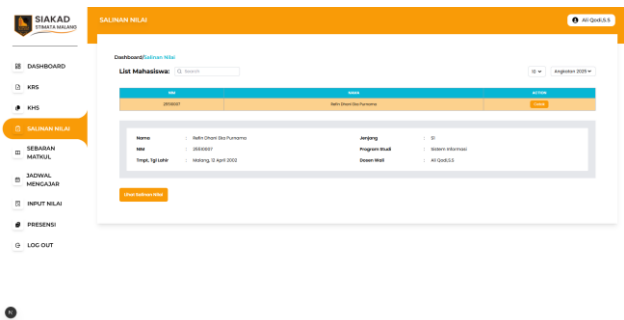 SIAKAD
STIMATA MALANG
SALINAN NILAI
Ali Qodi,S.S
DASHBOARD
KRS
KHS
SALINAN NILAI
SEBARAN
MATKUL
JADWAL
MENGAJAR
INPUT NILAI
PRESENSI
LOG OUT
Dashboard/Salinan Nilai
List Mahasiswa:
Search
10
Angkatan 2025
NIM
NAMA
ACTION
Refin Dhani Eka Purnama
Nama : Refin Dhani Eka Purnama
NIM :
Tmpt, Tgl Lahir : Malang, 12 April 2002
Jenjang : S1
Program Studi : Sistem Informasi
Dosen Wali : Ali Qodi,S.S
Lihat Salinan Nilai